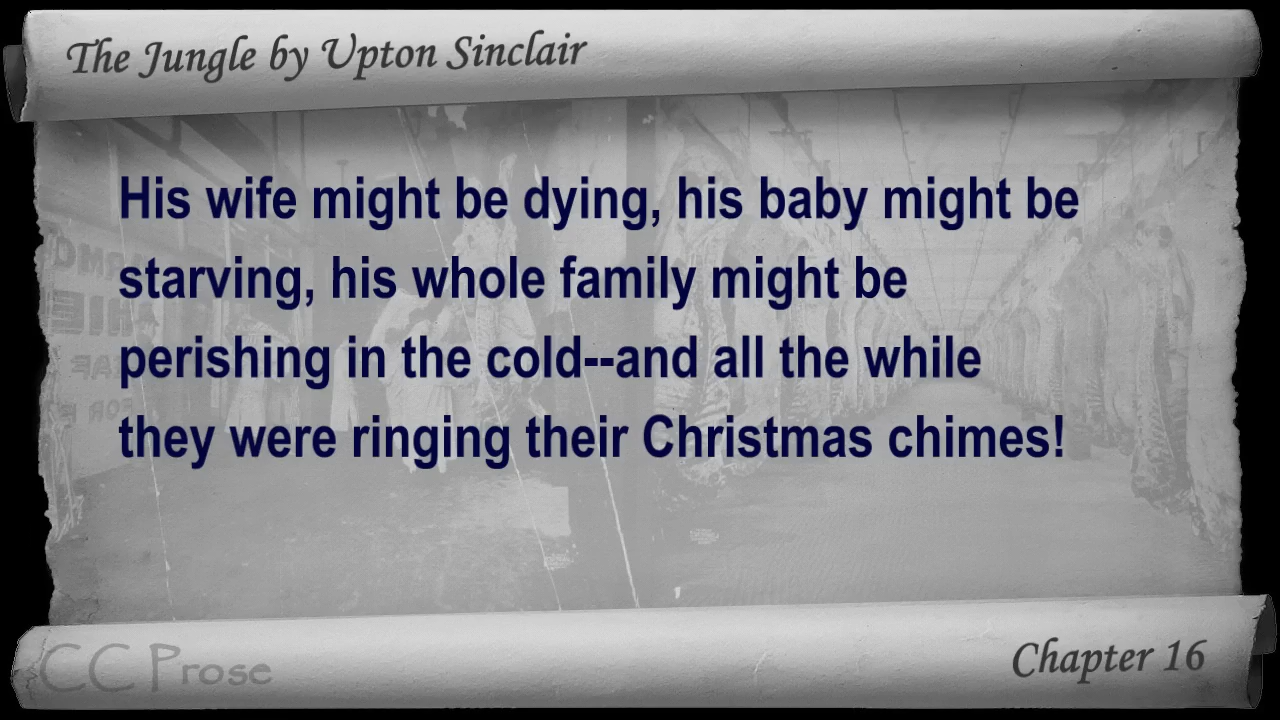 The Jungle by Upton Sinclair
His wife might be dying, his baby might be
starving, his whole family might be
perishing in the cold--and all the while
they were ringing their Christmas chimes!
CC Prose
Chapter 16